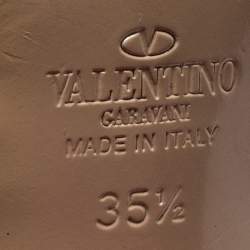 VALENTINO
GARAVANI
MADE IN ITALY
35½